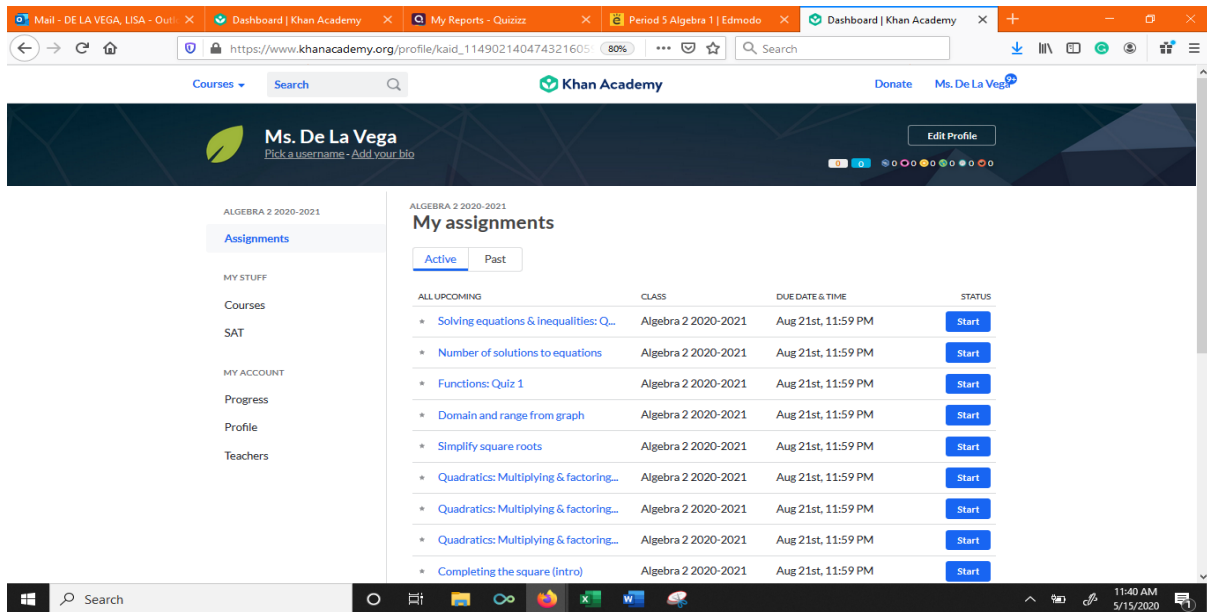 Mail - DE LA VEGA, LISA - Outl
Dashboard | Khan Academy
My Reports - Quizizz
Period 5 Algebra 1 | Edmodo
Dashboard | Khan Academy
https://www.khanacademy.org/profile/kaid_114902140474321605
80%
Search
Courses
Search
Khan Academy
Donate
Ms. De La Vega
9+
Ms. De La Vega
Pick a username - Add your bio
Edit Profile
0 0 0 0 0 0 0 0
ALGEBRA 2 2020-2021
Assignments
MY STUFF
Courses
SAT
MY ACCOUNT
Progress
Profile
Teachers
ALGEBRA 2 2020-2021
My assignments
Active Past
ALL UPCOMING CLASS DUE DATE & TIME STATUS
Solving equations & inequalities: Q... Algebra 2 2020-2021 Aug 21st, 11:59 PM Start
Number of solutions to equations Algebra 2 2020-2021 Aug 21st, 11:59 PM Start
Functions: Quiz 1 Algebra 2 2020-2021 Aug 21st, 11:59 PM Start
Domain and range from graph Algebra 2 2020-2021 Aug 21st, 11:59 PM Start
Simplify square roots Algebra 2 2020-2021 Aug 21st, 11:59 PM Start
Quadratics: Multiplying & factoring... Algebra 2 2020-2021 Aug 21st, 11:59 PM Start
Quadratics: Multiplying & factoring... Algebra 2 2020-2021 Aug 21st, 11:59 PM Start
Quadratics: Multiplying & factoring... Algebra 2 2020-2021 Aug 21st, 11:59 PM Start
Completing the square (intro) Algebra 2 2020-2021 Aug 21st, 11:59 PM Start
Search
11:40 AM
5/15/2020